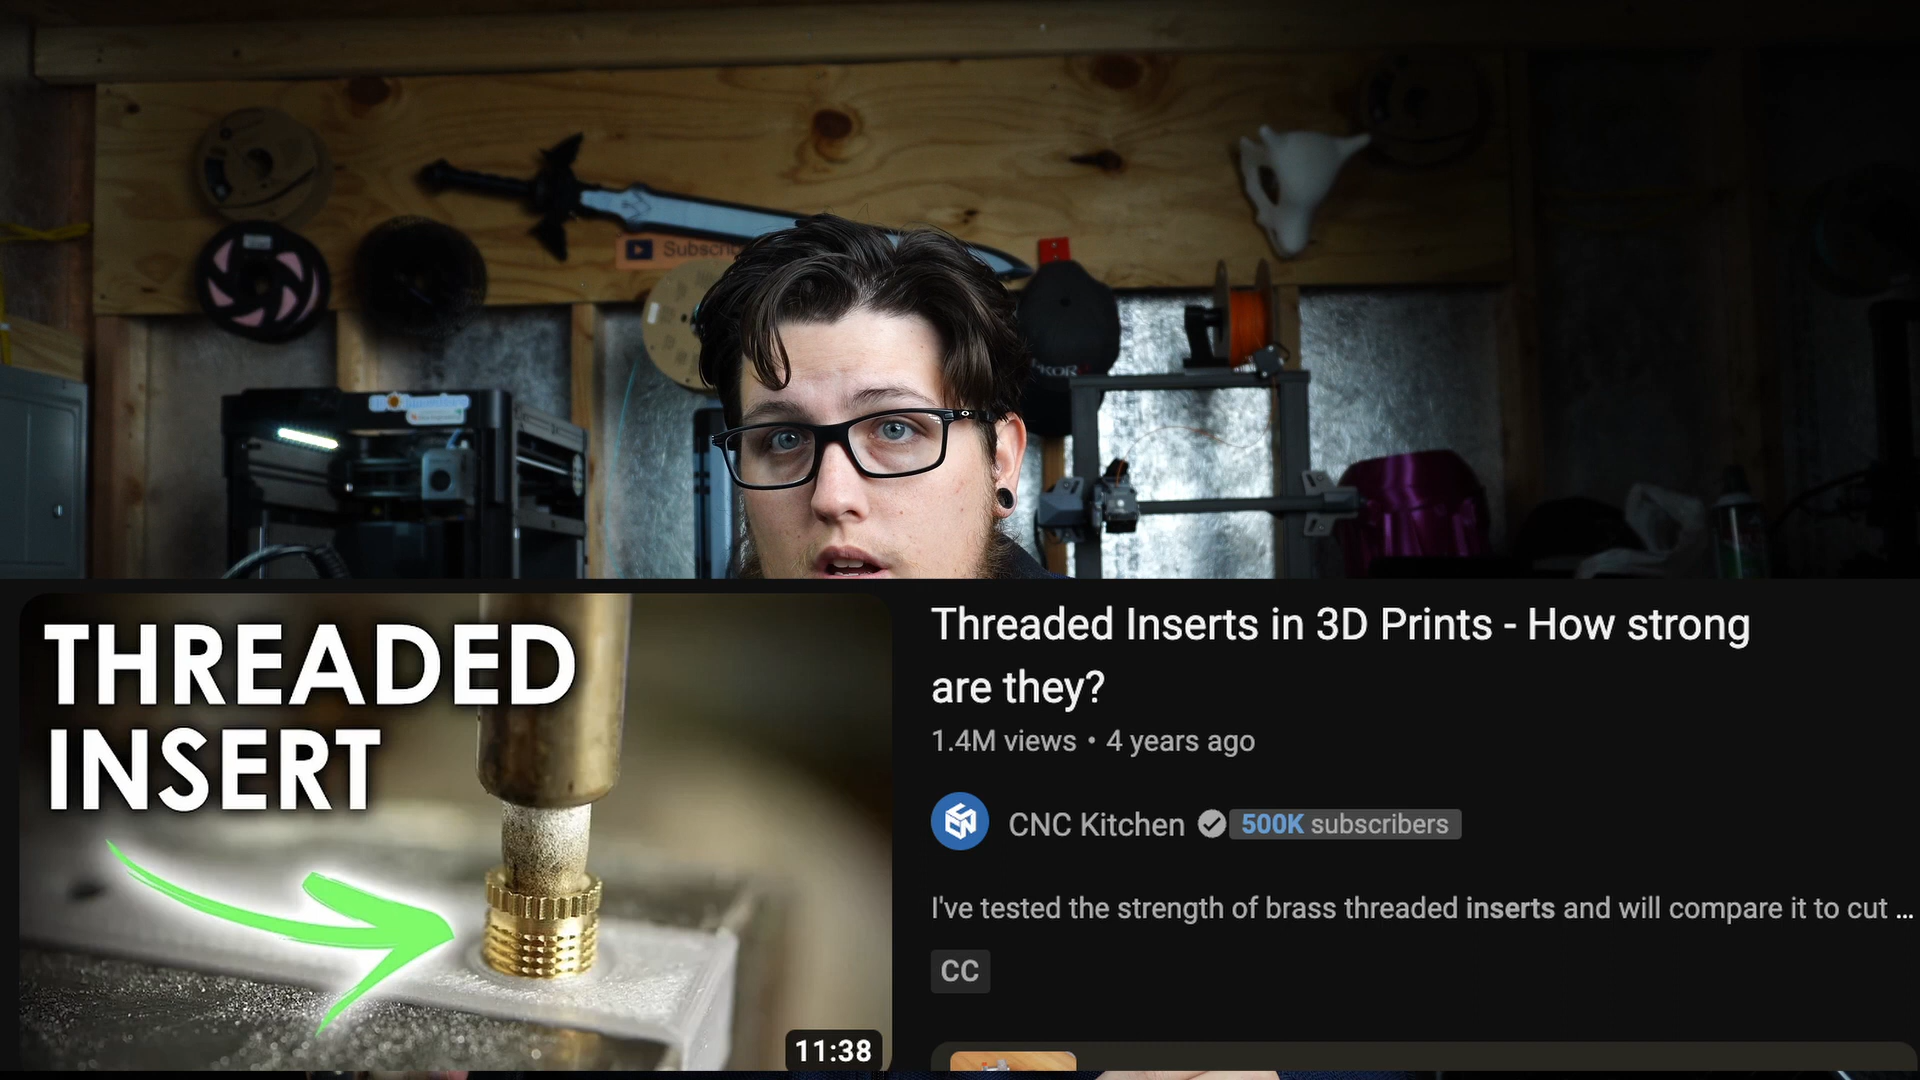 Subscrib
KOR
THREADED
INSERT
11:38
Threaded Inserts in 3D Prints - How strong
are they?
1.4M views • 4 years ago
CNC Kitchen 500K subscribers
I've tested the strength of brass threaded inserts and will compare it to cut ...
CC